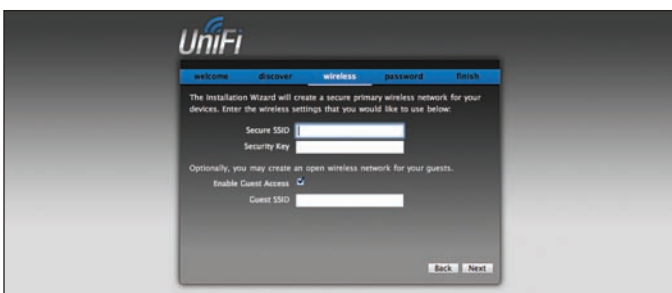 UniFi
welcome discover wireless password finish
The Installation Wizard will create a secure primary wireless network for your
devices. Enter the wireless settings that you would like to use below:
Secure SSID
Security Key
Optionally, you may create an open wireless network for your guests.
Enable Guest Access
Guest SSID
Back Next